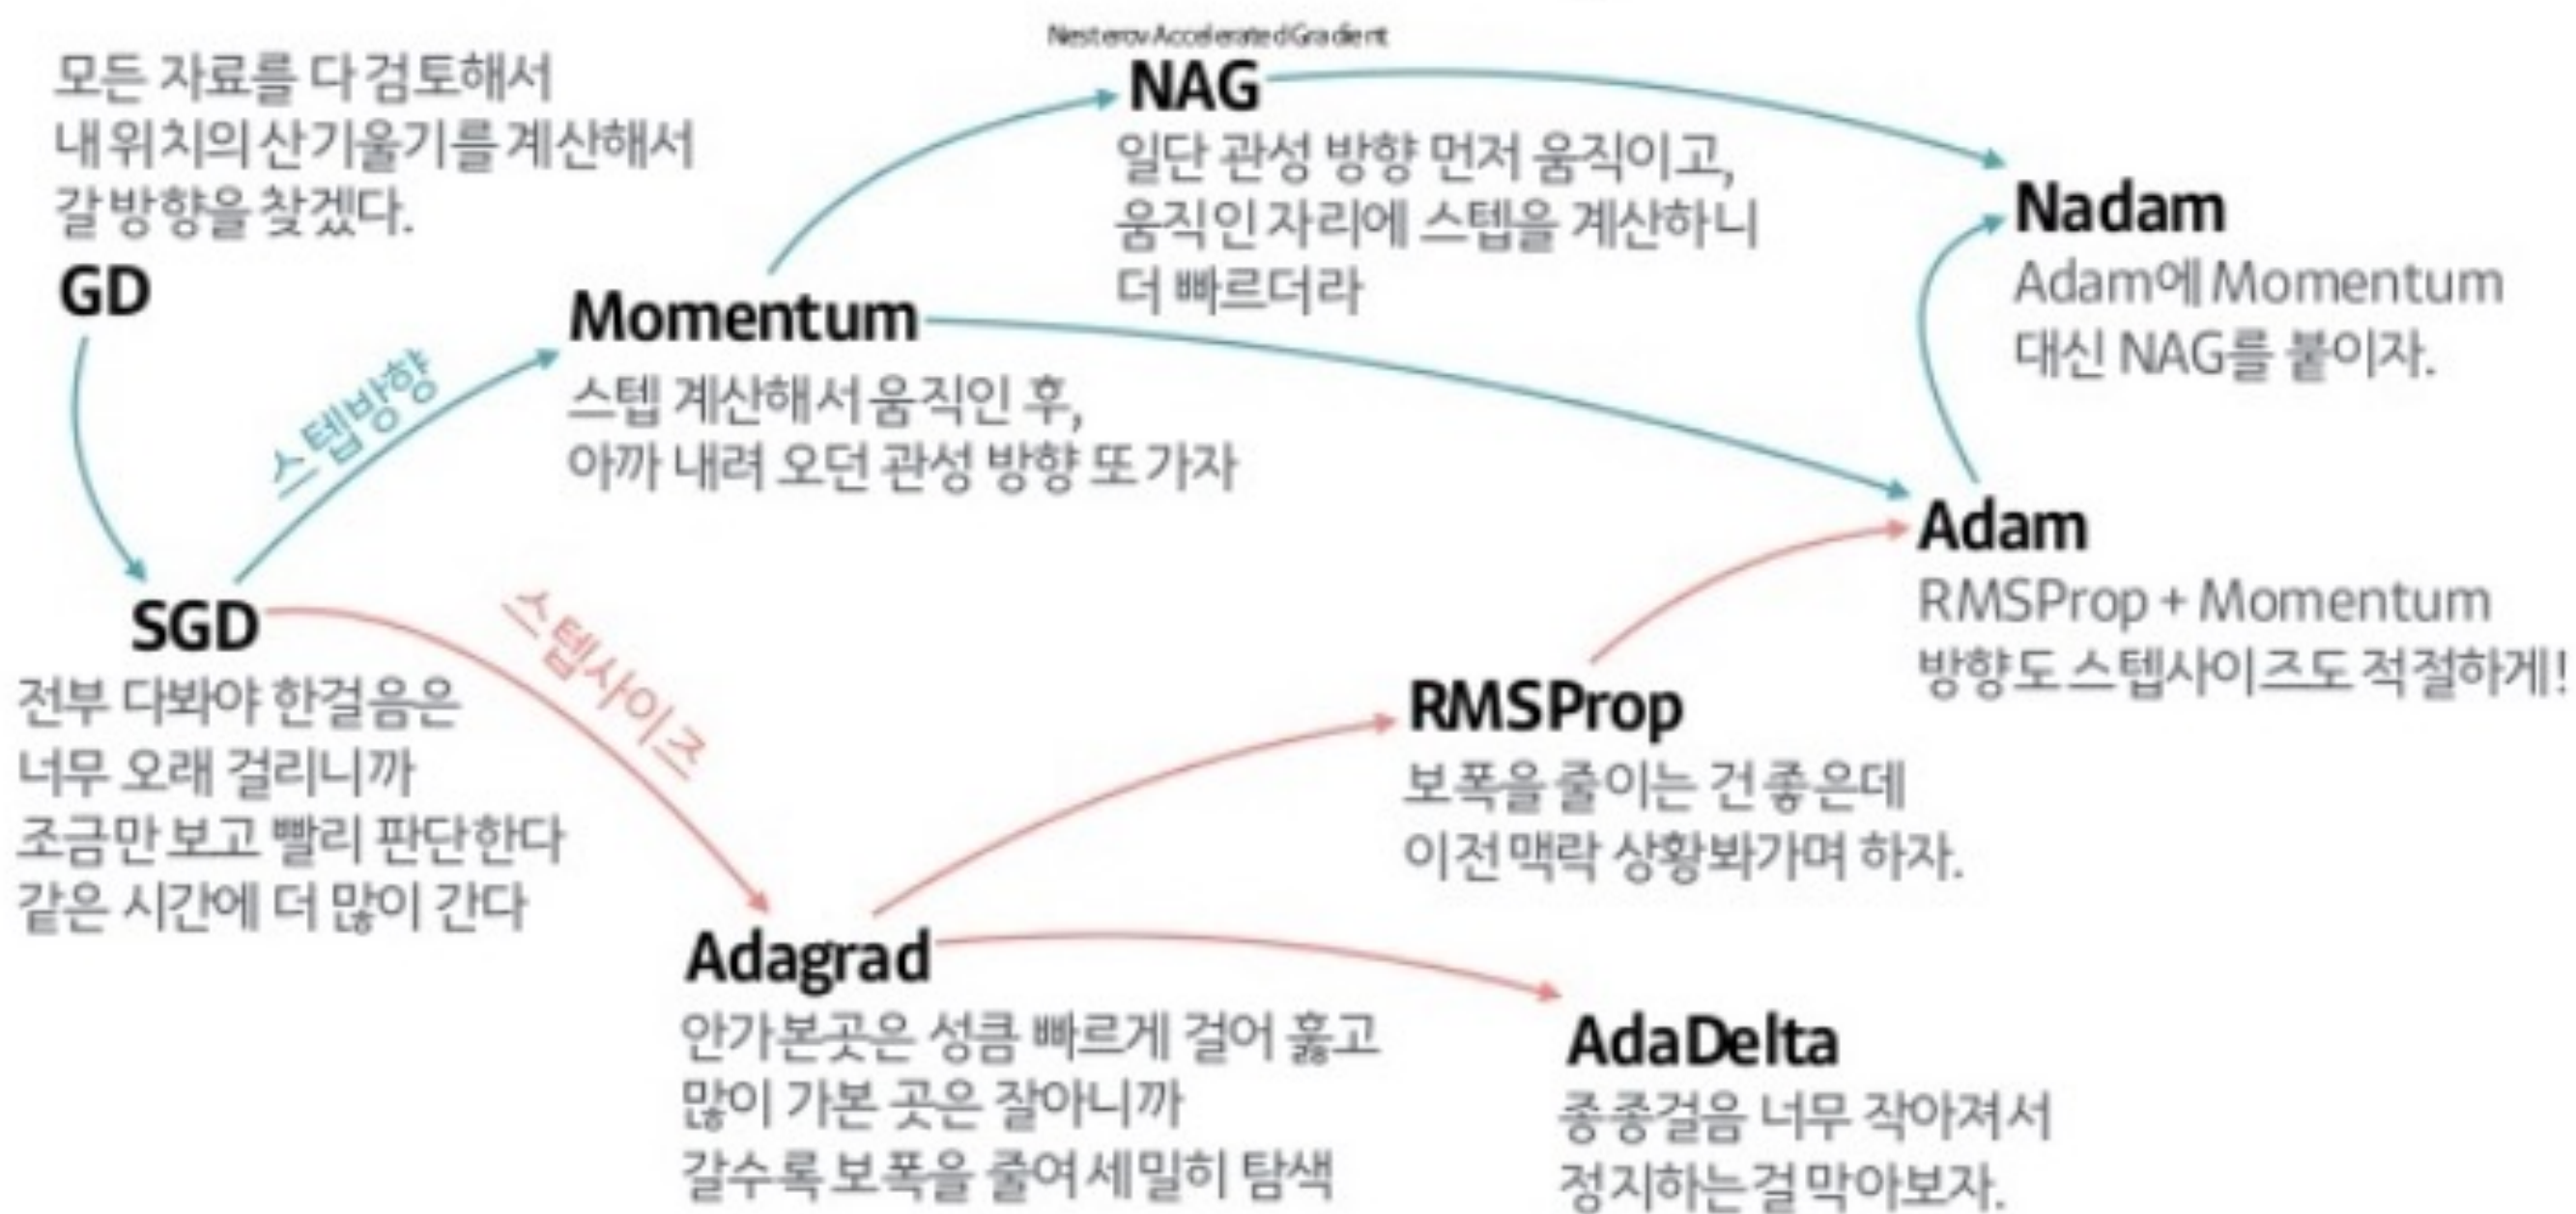 모든 자료를 다 검토해서
내 위치의 산기울기를 계산해서
갈 방향을 찾겠다.
GD
스텝방향
SGD
전부 다봐야 한걸음은
너무 오래 걸리니까
조금만 보고 빨리 판단한다
같은 시간에 더 많이 간다
Momentum
스텝 계산해서 움직인 후,
아까 내려 오던 관성 방향 또 가자
Nesterov Accelerated Gradient
NAG
일단 관성 방향 먼저 움직이고,
움직인 자리에 스텝을 계산하니
더 빠르더라
Nadam
Adam에 Momentum
대신 NAG를 붙이자.
Adam
RMSProp + Momentum
방향도 스텝사이즈도 적절하게!
스텝사이즈
RMSProp
보폭을 줄이는 건 좋은데
이전 맥락 상황봐가며 하자.
Adagrad
안가본곳은 성큼 빠르게 걸어 훓고
많이 가본 곳은 잘아니까
갈수록 보폭을 줄여 세밀히 탐색
AdaDelta
종종걸음 너무 작아져서
정지하는걸 막아보자.